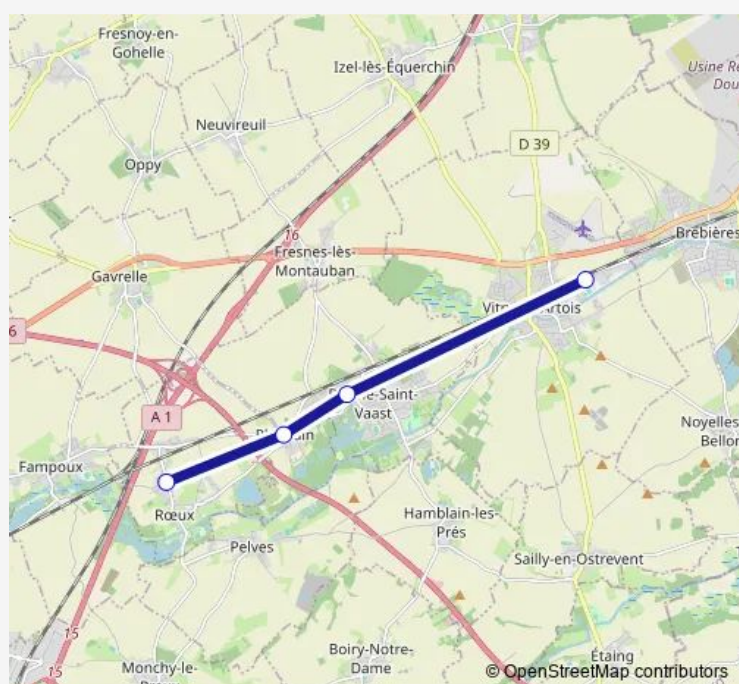 Fresnoy-en-
Gohelle
Izel-lès-Équerchin
Usine Re
Dou
Neuvireuil
D 39
Oppy
16
Brebières
Fresnes-lès-
Montauban
Gavrelle
Vit
Artois
6
Saint-
Vaast
A 1
Noyelles
Bellon
Fampoux
Rœux
Hamblain-les-
Prés
Pelves
Sailly-en-Ostrevent
15
15
Boiry-Notre-
Dame
Étaing
Monchy-le-
© OpenStreetMap contributors